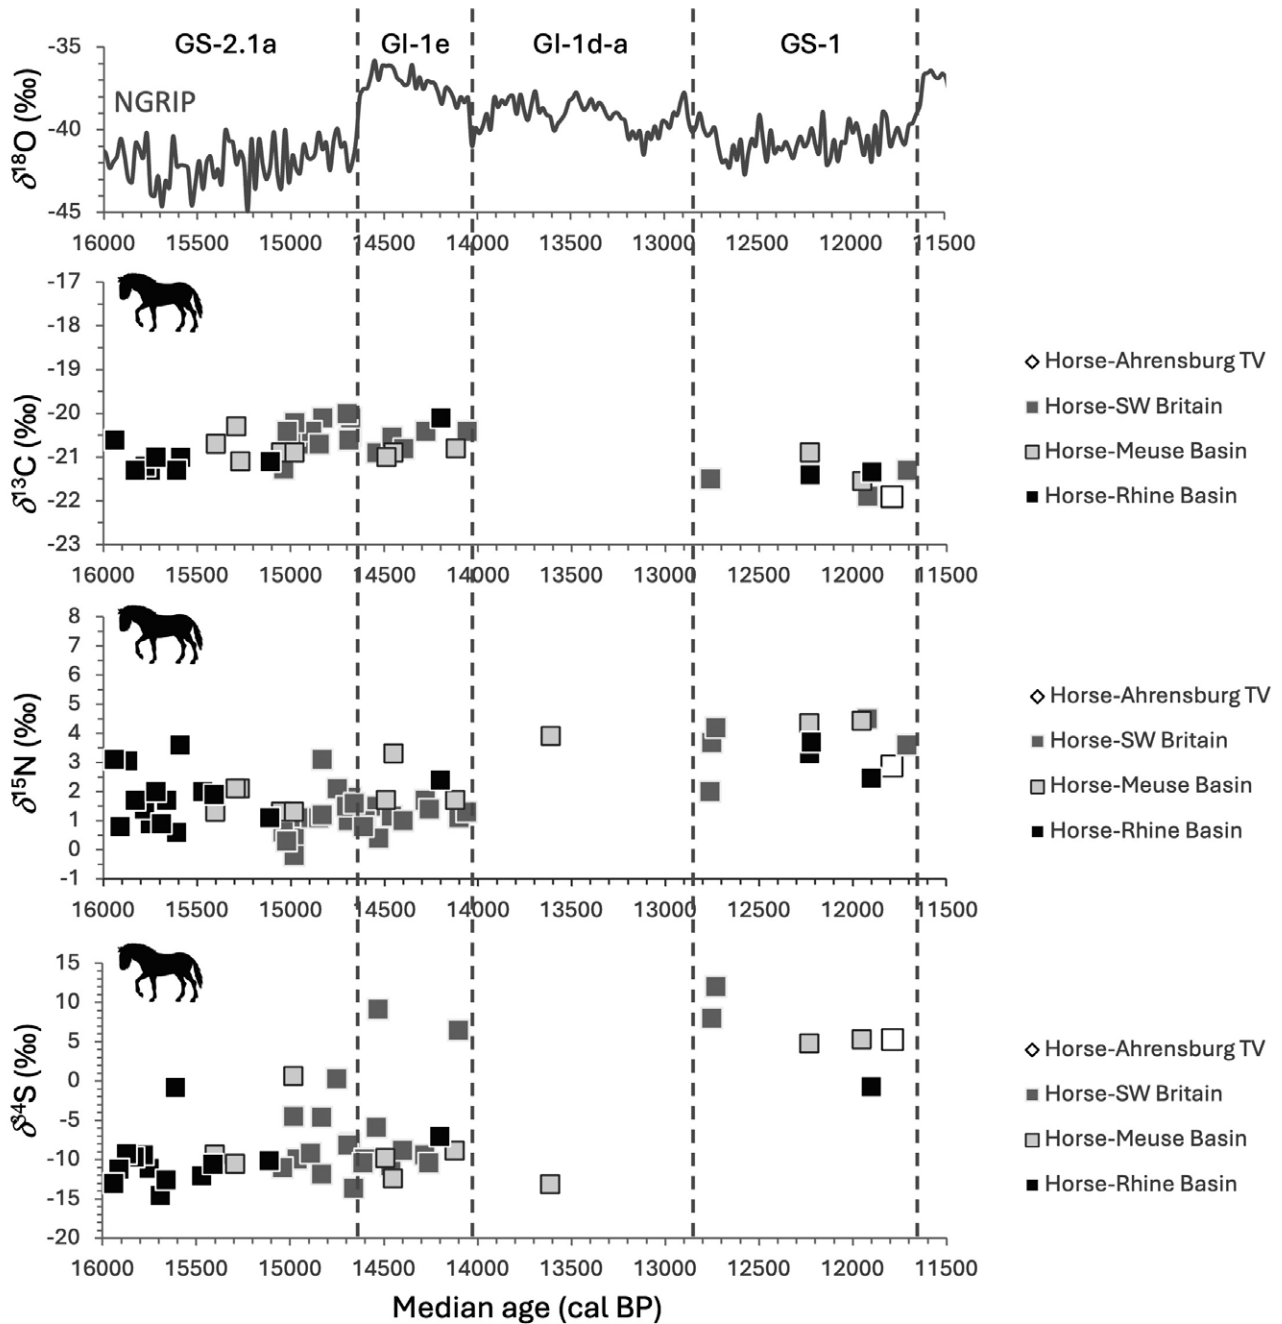 GS-2.1a GI-1e GI-1d-a GS-1
NGRIP
δ18O (‰)
-35
-40
-45
16000 15500 15000 14500 14000 13500 13000 12500 12000 11500
δ13C (‰)
-17
-18
-19
-20
-21
-22
-23
16000 15500 15000 14500 14000 13500 13000 12500 12000 11500
Horse-Ahrensburg TV
Horse-SW Britain
Horse-Meuse Basin
Horse-Rhine Basin
δ15N (‰)
8
7
6
5
4
3
2
1
0
-1
16000 15500 15000 14500 14000 13500 13000 12500 12000 11500
Horse-Ahrensburg TV
Horse-SW Britain
Horse-Meuse Basin
Horse-Rhine Basin
δ34S (‰)
15
10
5
0
-5
-10
-15
-20
16000 15500 15000 14500 14000 13500 13000 12500 12000 11500
Horse-Ahrensburg TV
Horse-SW Britain
Horse-Meuse Basin
Horse-Rhine Basin
Median age (cal BP)